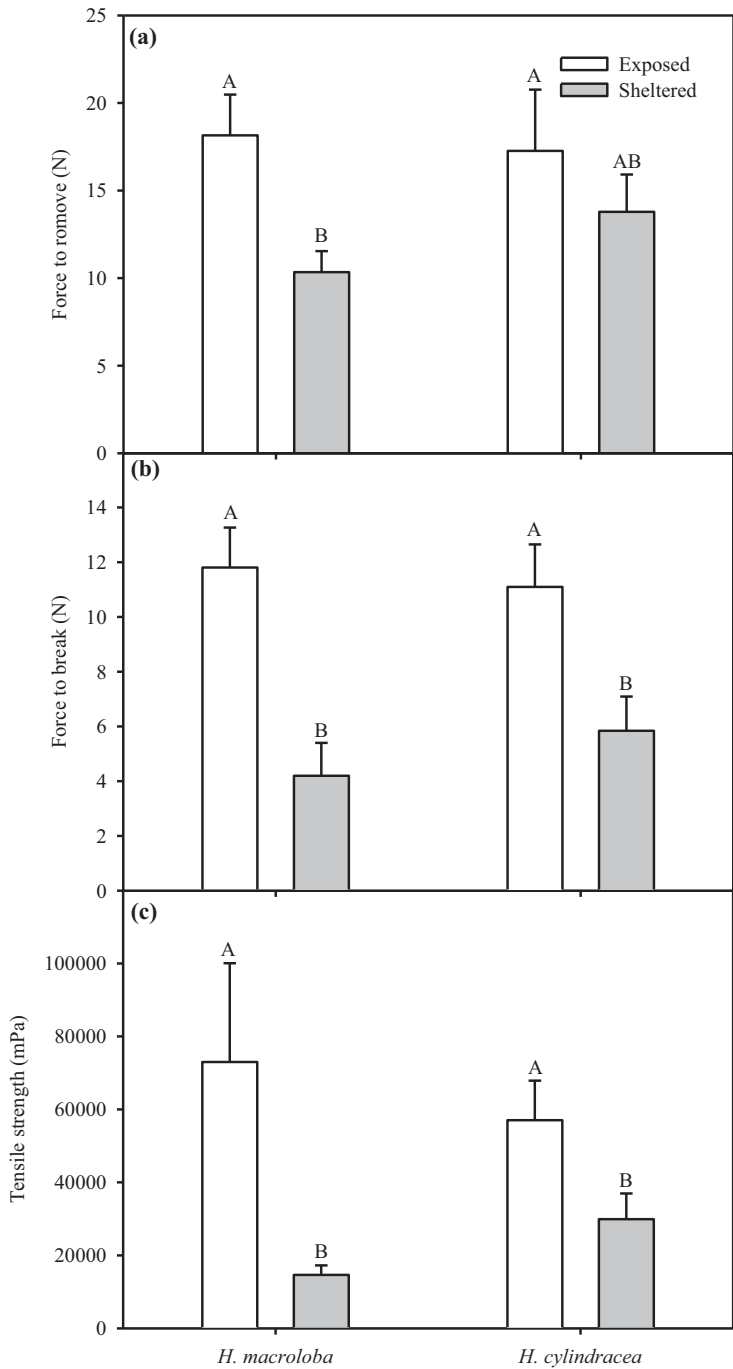 (a)
25
20
15
10
5
0
Force to romove (N)
A
B
A
AB
Exposed
Sheltered
(b)
14
12
10
8
6
4
2
0
Force to break (N)
A
B
A
B
(c)
100000
80000
60000
40000
20000
0
Tensile strength (mPa)
A
B
A
B
H. macroloba
H. cylindracea